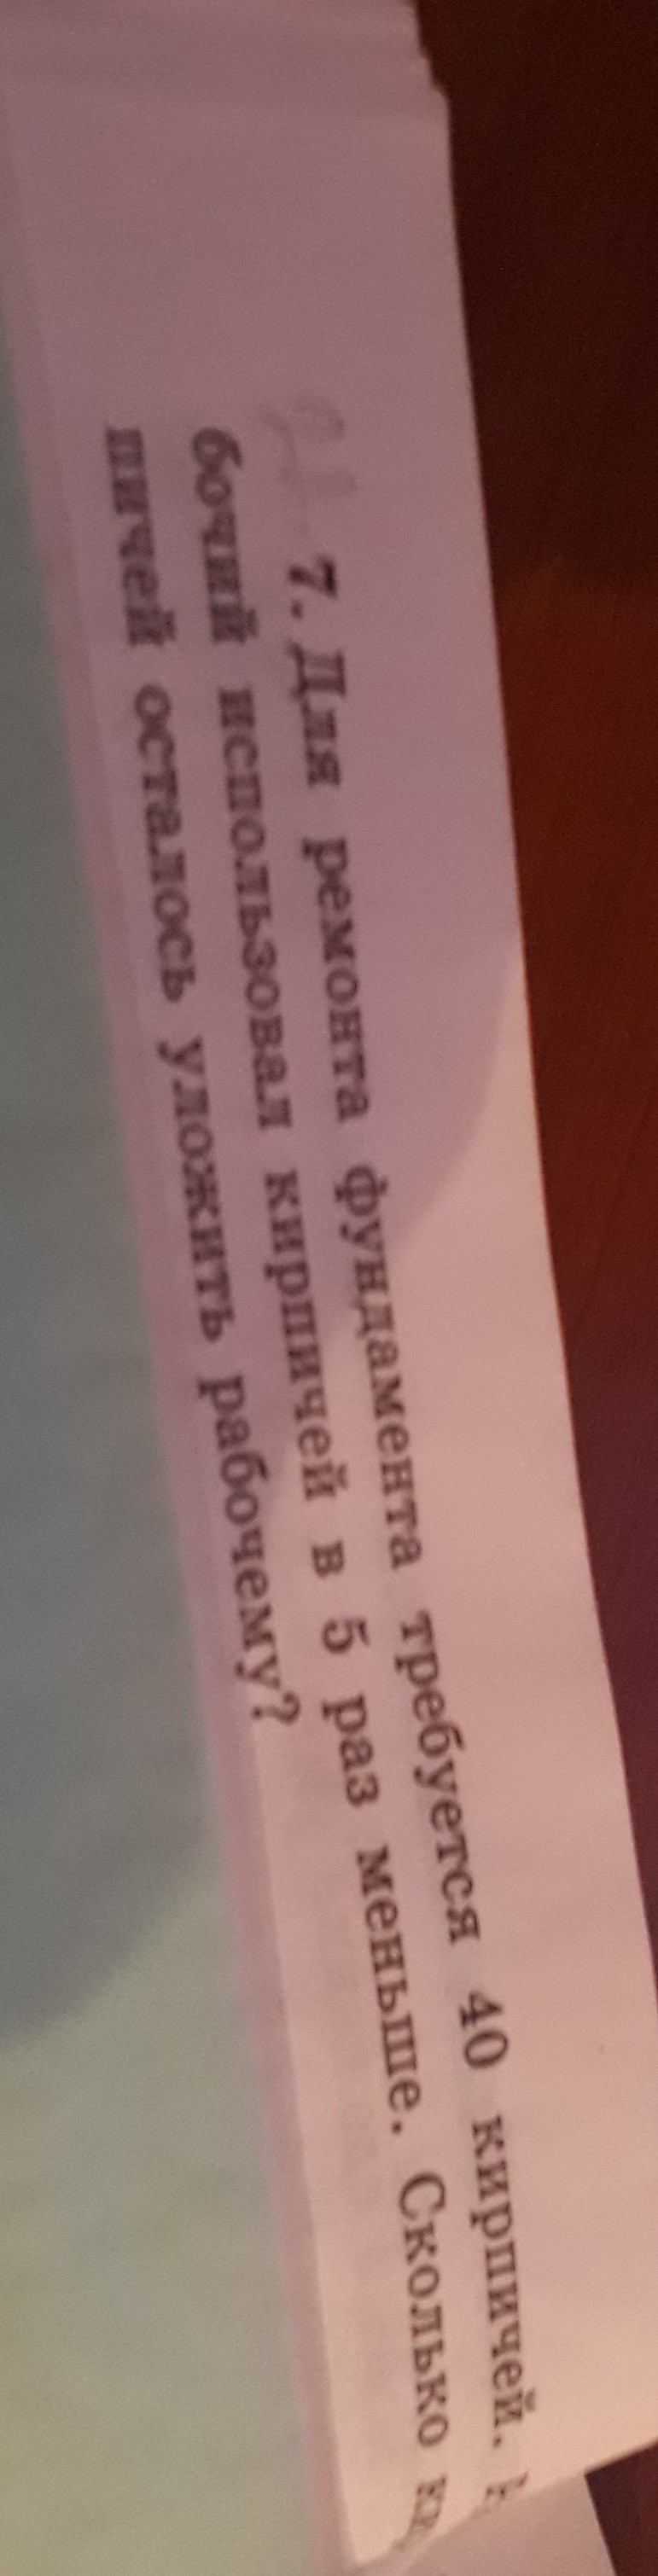 7. Для ремонта фундамента требуется 40 кирпичей.
бочий использовал кирпичей в 5 раз меньше. Сколько
пичей осталось уложить рабочему?